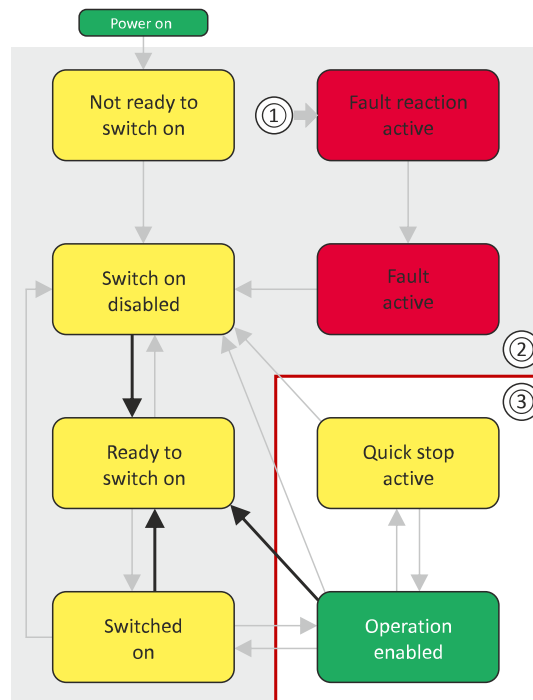 Power on
Not ready to
switch on
①
Fault reaction
active
Switch on
disabled
Fault
active
②
③
Ready to
switch on
Quick stop
active
Switched
on
Operation
enabled